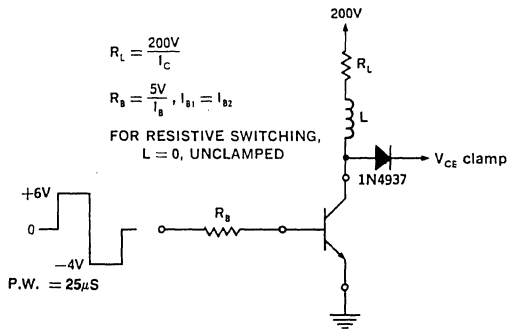 200V
R_L = 200V / I_C
R_L
R_B = 5V / I_B , I_B1 = I_B2
L
FOR RESISTIVE SWITCHING,
L = 0, UNCLAMPED
V_CE clamp
1N4937
+6V
R_B
0
−4V
P.W. = 25μS